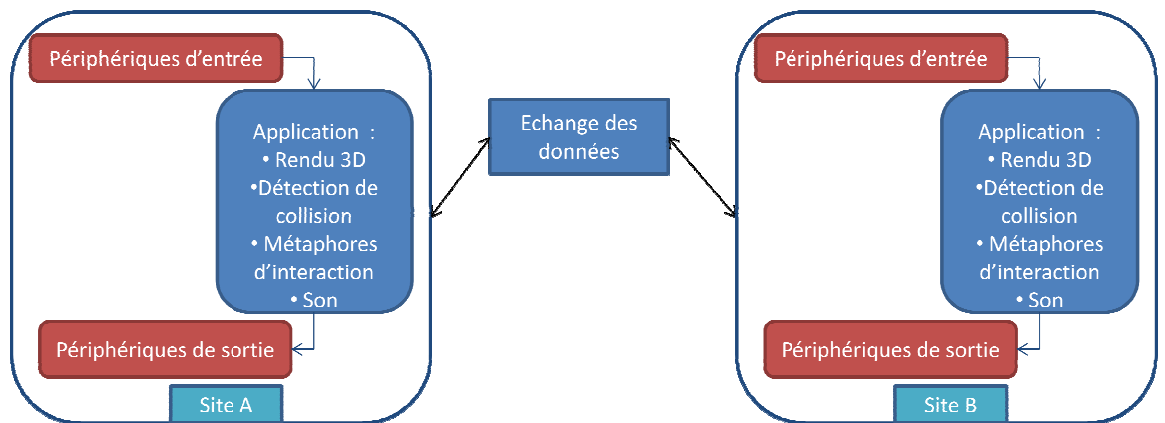 Périphériques d'entrée
Application :
• Rendu 3D
•Détection de
collision
• Métaphores
d'interaction
• Son
Périphériques de sortie
Site A
Echange des
données
Périphériques d'entrée
Application :
• Rendu 3D
•Détection de
collision
• Métaphores
d'interaction
• Son
Périphériques de sortie
Site B